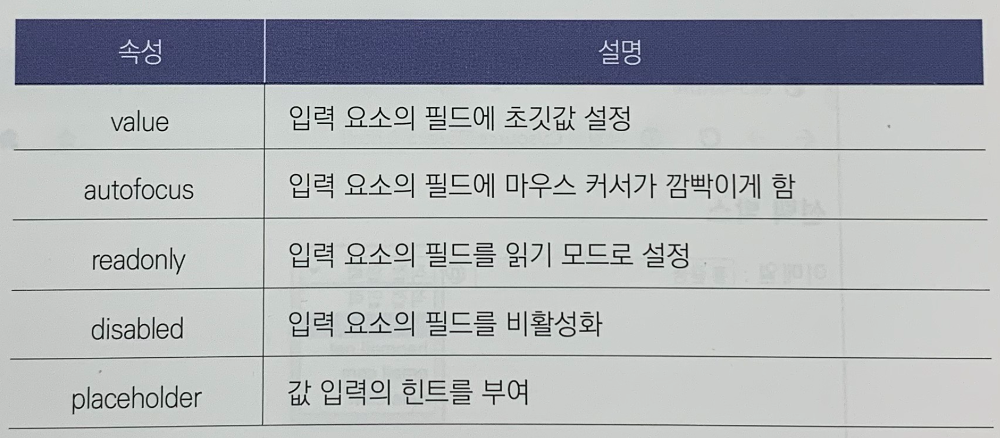 속성 설명
value 입력 요소의 필드에 초깃값 설정
autofocus 입력 요소의 필드에 마우스 커서가 깜빡이게 함
readonly 입력 요소의 필드를 읽기 모드로 설정
disabled 입력 요소의 필드를 비활성화
placeholder 값 입력의 힌트를 부여